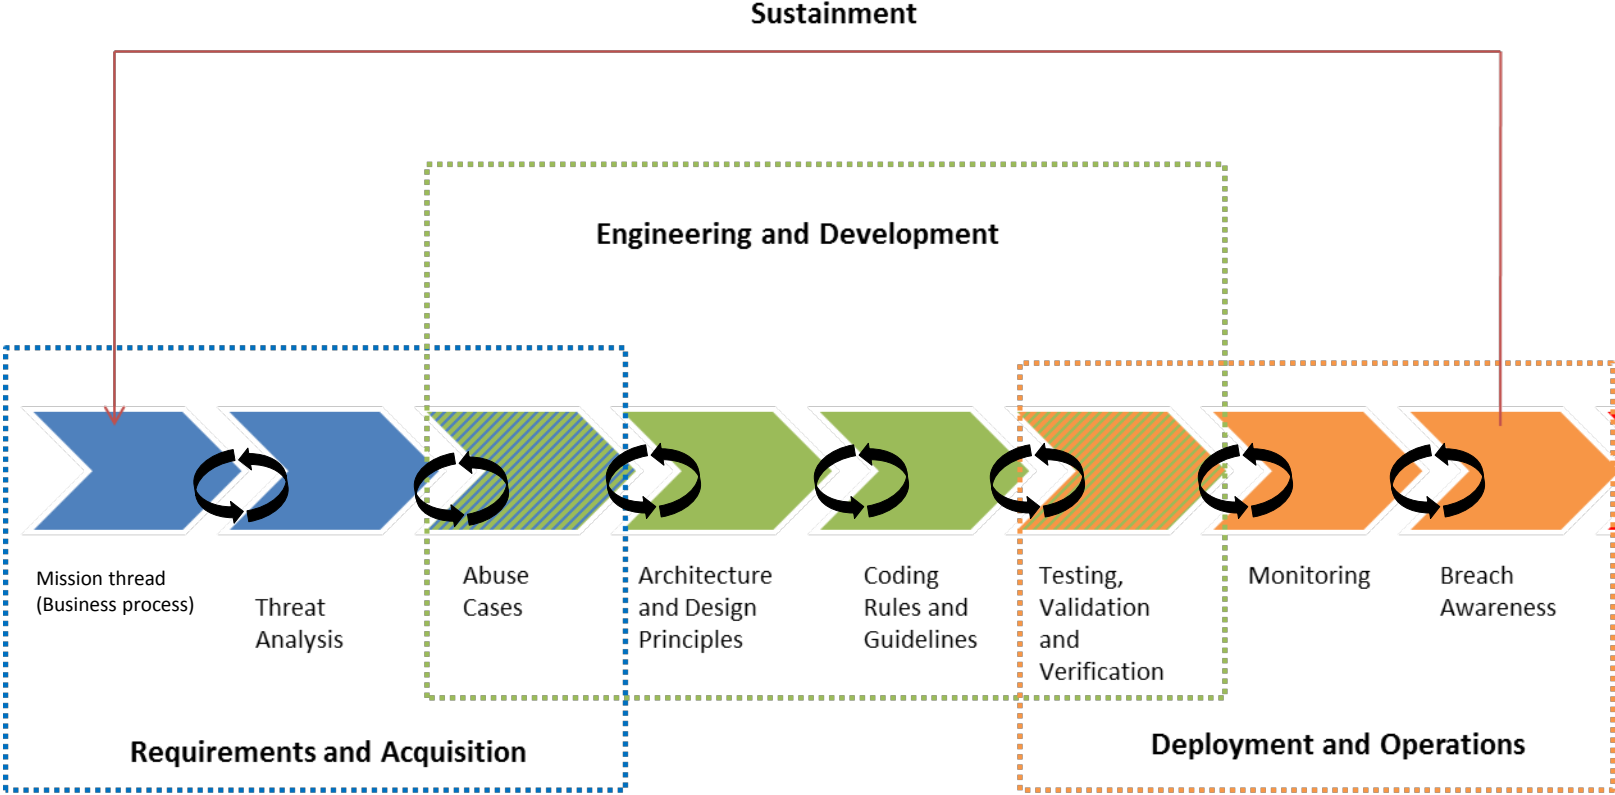 Sustainment
Engineering and Development
Mission thread
(Business process)
Threat
Analysis
Abuse
Cases
Architecture
and Design
Principles
Coding
Rules and
Guidelines
Testing,
Validation
and
Verification
Monitoring
Breach
Awareness
Requirements and Acquisition
Deployment and Operations